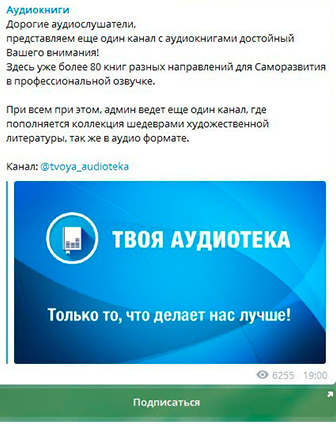 Аудиокниги
Дорогие аудиослушатели,
представляем еще один канал с аудиокнигами достойный
Вашего внимания!
Здесь уже более 80 книг разных направлений для Саморазвития
в профессиональной озвучке.
При всем при этом, админ ведет еще один канал, где
пополняется коллекция шедеврами художественной
литературы, так же в аудио формате.
Канал: @tvoya_audioteka
ТВОЯ АУДИОТЕКА
Только то, что делает нас лучше!
6255 19:00
Подписаться